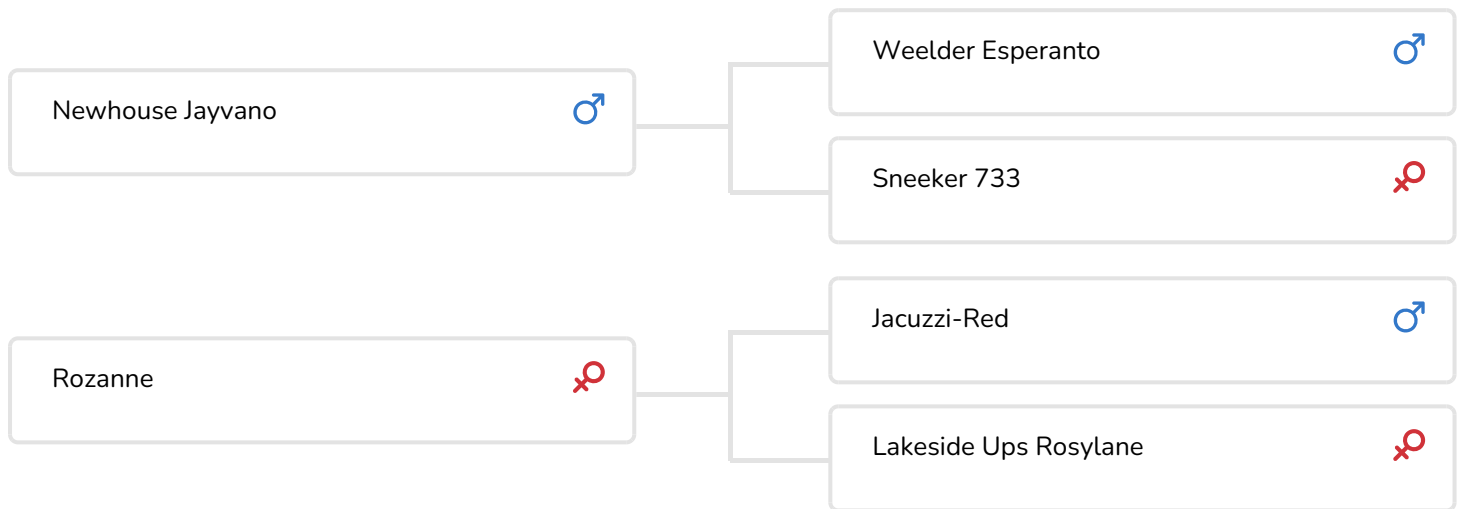 Newhouse Jayvano
Weelder Esperanto
Sneeker 733
Rozanne
Jacuzzi-Red
Lakeside Ups Rosylane